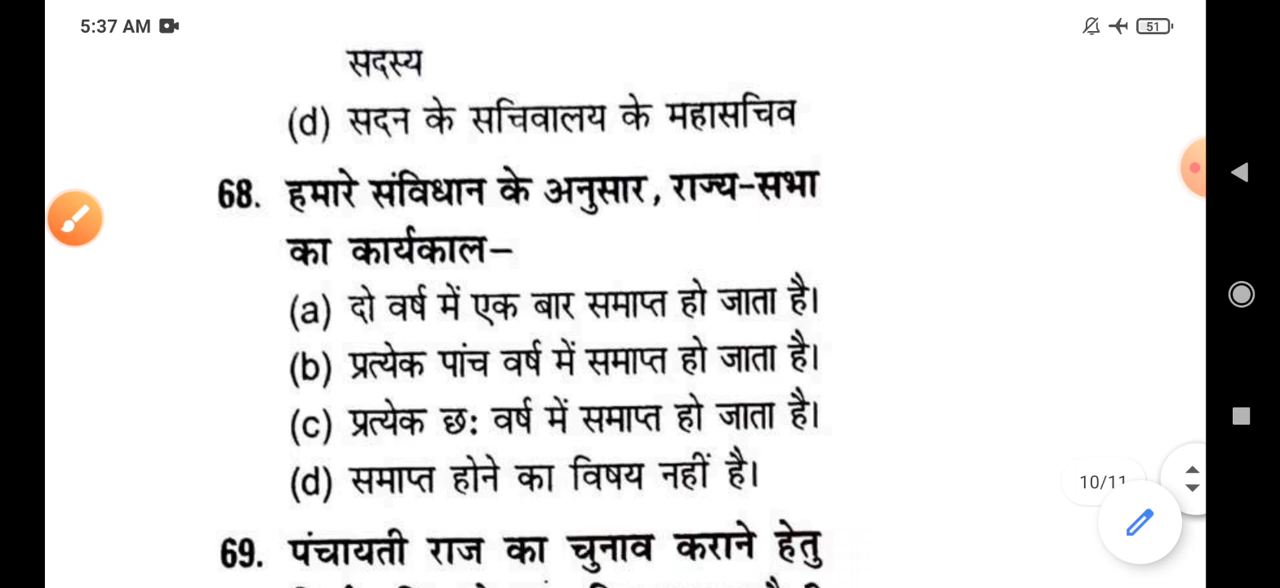 5:37 AM
51
सदस्य
(d) सदन के सचिवालय के महासचिव
68. हमारे संविधान के अनुसार, राज्य-सभा
का कार्यकाल–
(a) दो वर्ष में एक बार समाप्त हो जाता है।
(b) प्रत्येक पांच वर्ष में समाप्त हो जाता है।
(c) प्रत्येक छः वर्ष में समाप्त हो जाता है।
(d) समाप्त होने का विषय नहीं है।
10/11
69. पंचायती राज का चुनाव कराने हेतु